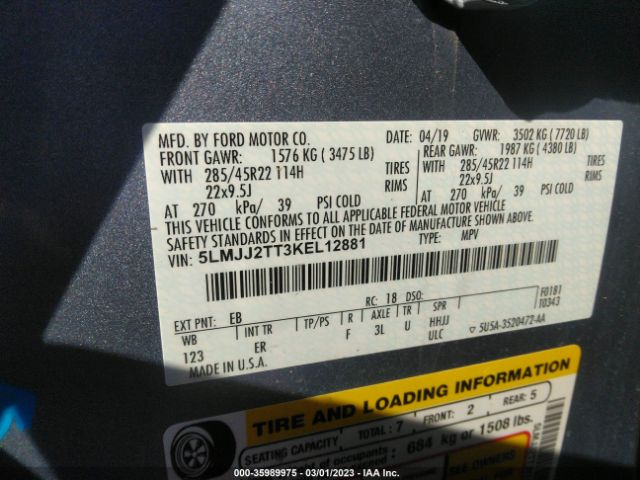 MFD. BY FORD MOTOR CO.
DATE: 04/19 GVWR: 3502 KG ( 7720 LB)
FRONT GAWR: 1576 KG ( 3475 LB)
REAR GAWR: 1987 KG ( 4380 LB)
WITH 285/45R22 114H TIRES
WITH 285/45R22 114H TIRES
22x9.5J RIMS
22x9.5J RIMS
AT 270 kPa/ 39 PSI COLD
AT 270 kPa/ 39 PSI COLD
THIS VEHICLE CONFORMS TO ALL APPLICABLE FEDERAL MOTOR VEHICLE
SAFETY STANDARDS IN EFFECT ON THE DATE OF MANUFACTURE SHOWN ABOVE.
VIN: 5LMJJ2TT3KEL12881
TYPE: MPV
EXT PNT: EB RC: 18 DSO: F0181
WB INT TR TP/PS R AXLE TR SPR 10343
123 ER F 3L U HHJJ
MADE IN U.S.A. ULC ▽ 5U5A-3520472-AA
TIRE AND LOADING INFORMATION
SEATING CAPACITY TOTAL: 7 FRONT: 2 REAR: 5
of occupants : 684 kg or 1508 lbs.
SEE OWNERS
000-35989975 - 03/01/2023 - IAA Inc.